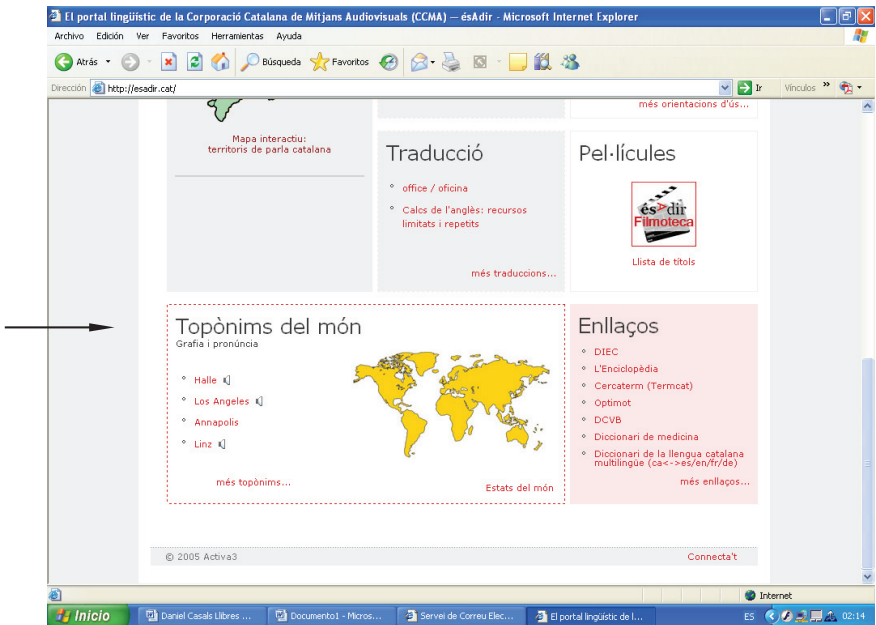 El portal lingüístic de la Corporació Catalana de Mitjans Audiovisuals (CCMA) — ésAdir - Microsoft Internet Explorer
Archivo Edición Ver Favoritos Herramientas Ayuda
Atrás Búsqueda Favoritos
Dirección http://esadir.cat/ Ir Vínculos »
més orientacions d'ús...
Mapa interactiu:
territoris de parla catalana
Traducció
office / oficina
Calcs de l'anglès: recursos
limitats i repetits
més traduccions...
Pel·lícules
ésAdir
Filmoteca
Llista de títols
Topònims del món
Grafia i pronúncia
Halle
Los Angeles
Annapolis
Linz
més topònims...
Estats del món
Enllaços
DIEC
L'Enciclopèdia
Cercaterm (Termcat)
Optimot
DCVB
Diccionari de medicina
Diccionari de la llengua catalana
multilingüe (ca<->es/en/fr/de)
més enllaços...
© 2005 Activa3
Connecta't
Internet
Inicio Daniel Casals Llibres ... Documento1 - Micros... Servei de Correu Elec... El portal lingüístic de l... ES 02:14